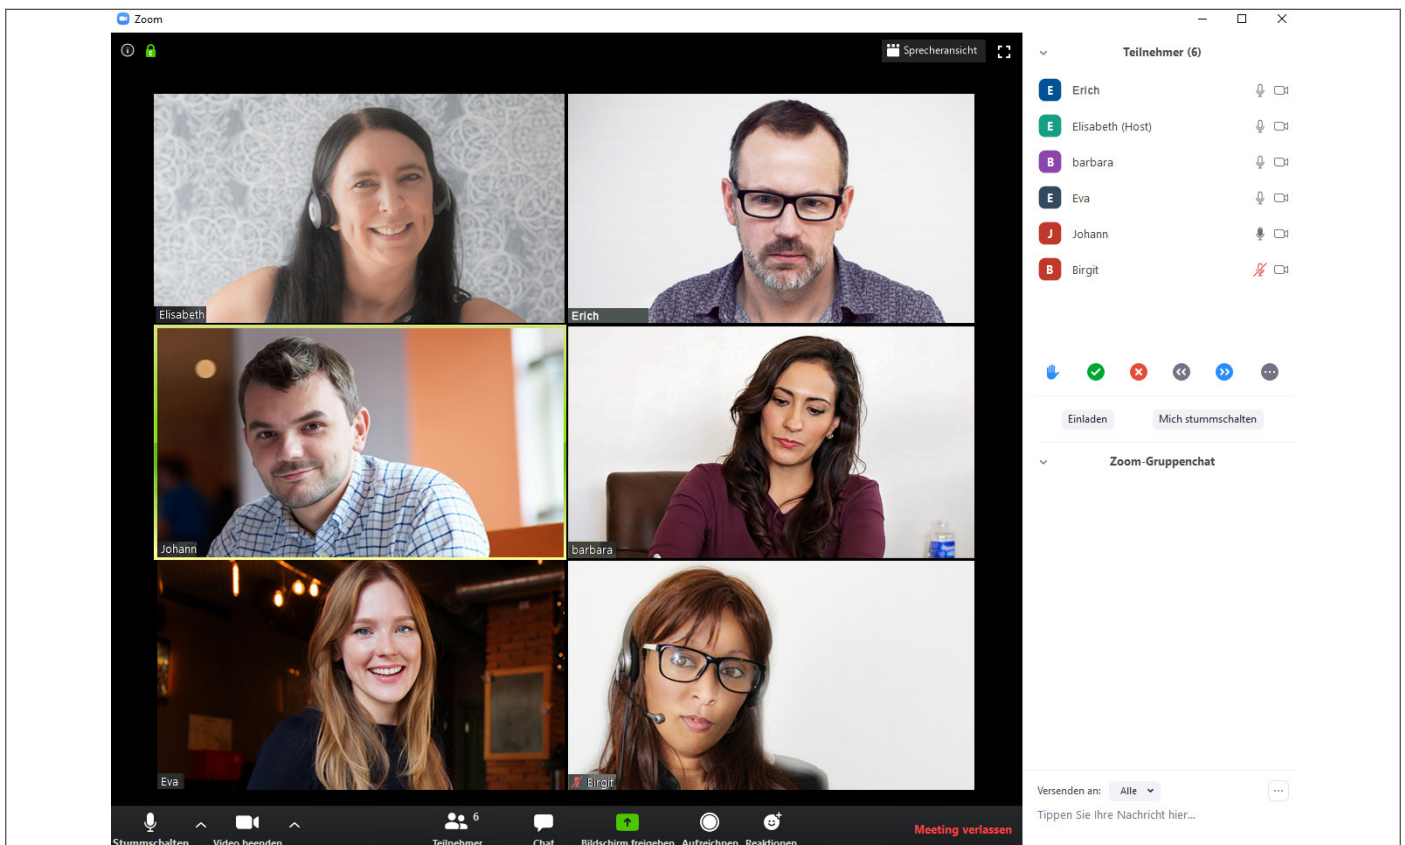 Zoom
Sprecheransicht
Elisabeth
Erich
Johann
barbara
Eva
Birgit
Stummschalten
Video beenden
6
Teilnehmer
Chat
Bildschirm freigeben
Aufzeichnen
Reaktionen
Meeting verlassen
Teilnehmer (6)
E Erich
E Elisabeth (Host)
B barbara
E Eva
J Johann
B Birgit
Einladen
Mich stummschalten
Zoom-Gruppenchat
Versenden an: Alle
Tippen Sie Ihre Nachricht hier...